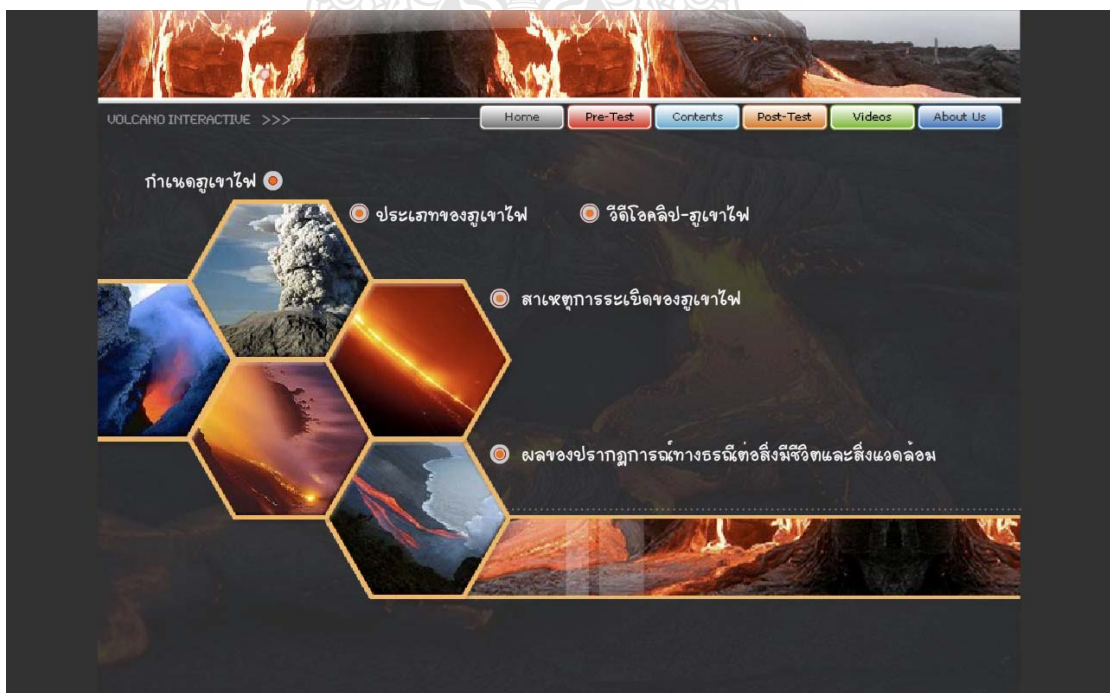 VOLCANO INTERACTIVE >>>
Home Pre-Test Contents Post-Test Videos About Us
กำเนดภูเขาไฟ
ประเภทของภูเขาไฟ
วีดีโอคลิป-ภูเขาไฟ
สาเหตุการระเบิดของภูเขาไฟ
ผลของปรากฏการณ์ทางธรณีต่อสิ่งมีชีวิตและสิ่งแวดล้อม